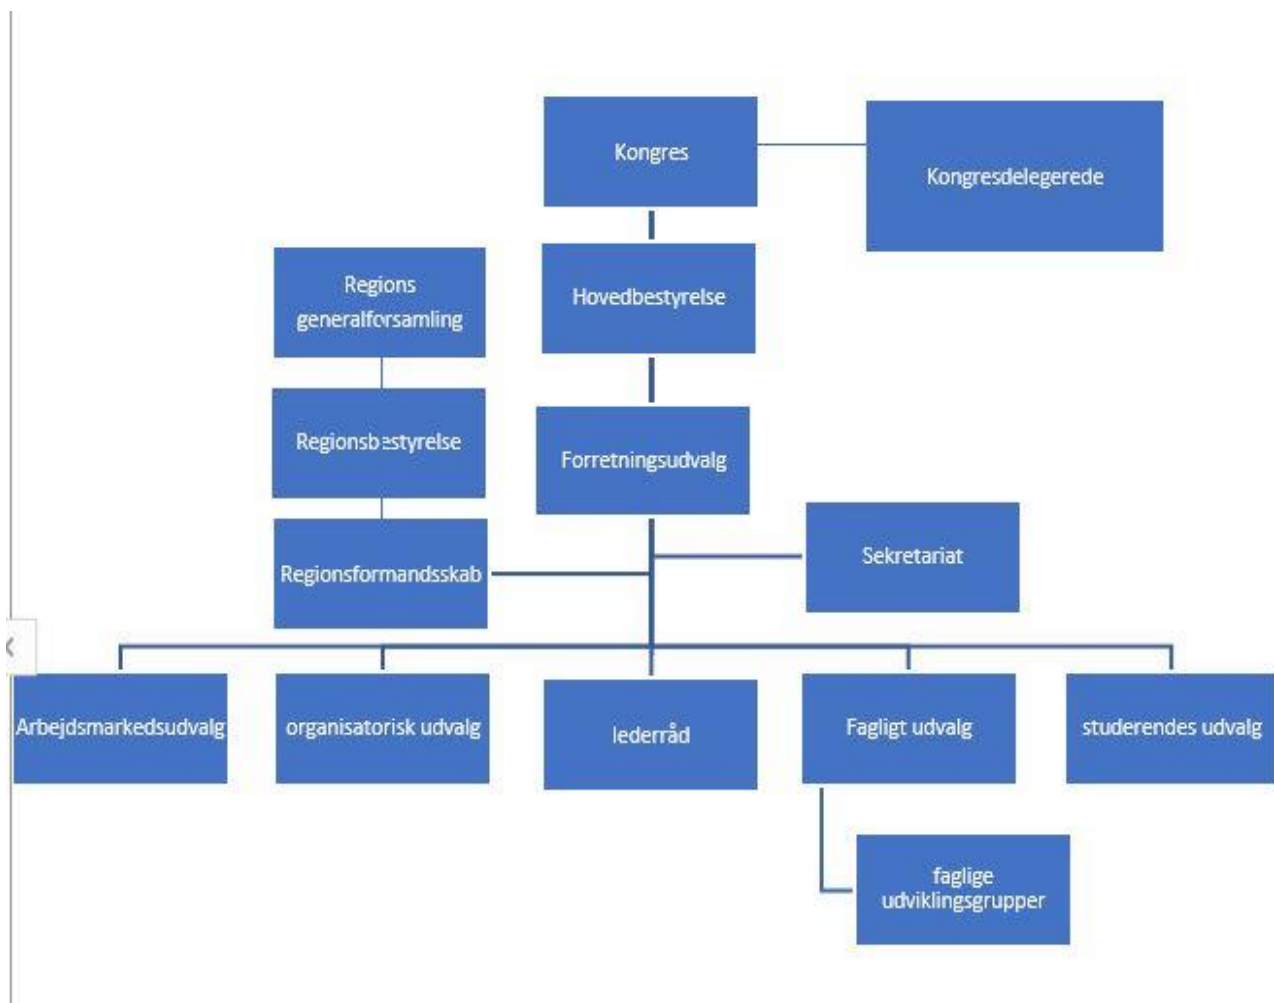 Kongres
Kongresdelegerede
Regions
generalforsamling
Hovedbestyrelse
Regionsbestyrelse
Forretningsudvalg
Sekretariat
Regionsformandsskab
Arbejdsmarkedsudvalg
organisatorisk udvalg
lederråd
Fagligt udvalg
studerendes udvalg
faglige
udviklingsgrupper